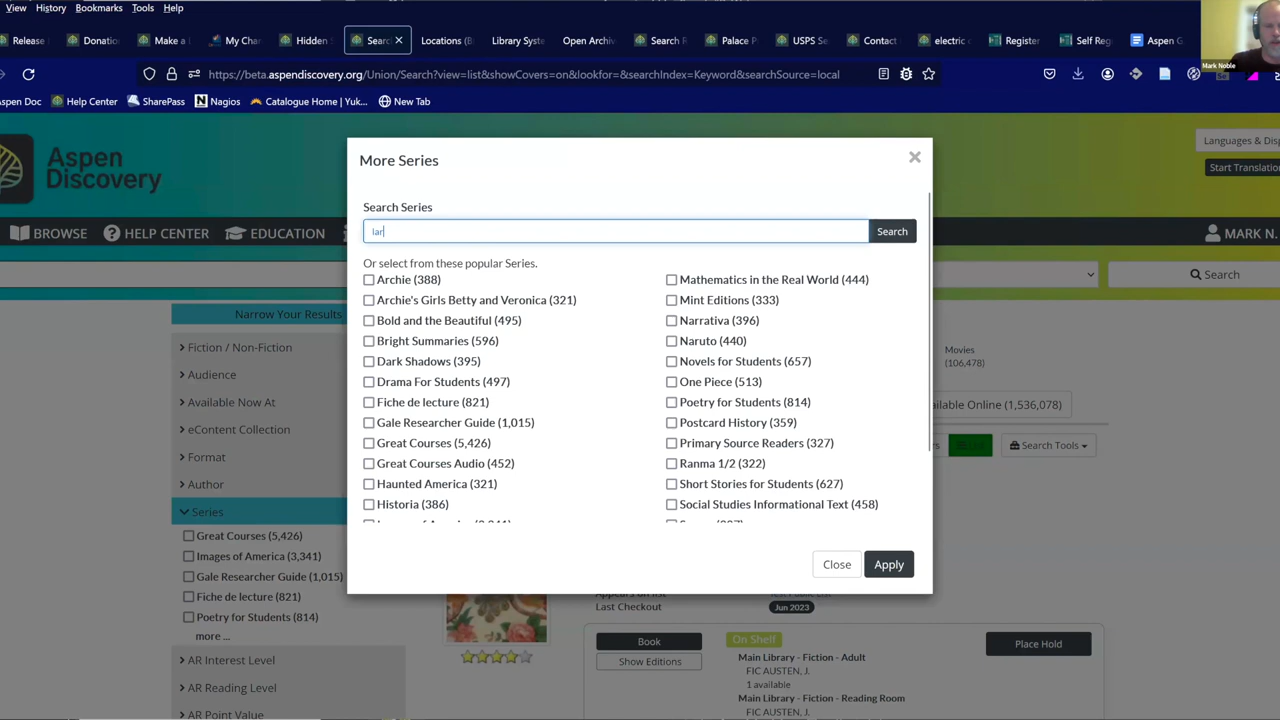 View History Bookmarks Tools Help
Release Donatio Make a L My Cha Hidden S Searc Locations (B Library Syste Open Archiv Search R Palace P USPS Se Contact electric c Register Self Reg Aspen G
https://beta.aspendiscovery.org/Union/Search?view=list&showCovers=on&lookfor=&searchIndex=Keyword&searchSource=local
Mark Noble
Aspen Doc Help Center SharePass Nagios Catalogue Home | Yuk... New Tab
Aspen
Discovery
Languages & Disp
Start Translation
BROWSE HELP CENTER EDUCATION MARK N.
Search
More Series
Search Series
lar
Search
Or select from these popular Series.
Archie (388)
Archie's Girls Betty and Veronica (321)
Bold and the Beautiful (495)
Bright Summaries (596)
Dark Shadows (395)
Drama For Students (497)
Fiche de lecture (821)
Gale Researcher Guide (1,015)
Great Courses (5,426)
Great Courses Audio (452)
Haunted America (321)
Historia (386)
Mathematics in the Real World (444)
Mint Editions (333)
Narrativa (396)
Naruto (440)
Novels for Students (657)
One Piece (513)
Poetry for Students (814)
Postcard History (359)
Primary Source Readers (327)
Ranma 1/2 (322)
Short Stories for Students (627)
Social Studies Informational Text (458)
Close Apply
Narrow Your Results
Fiction / Non-Fiction
Audience
Available Now At
eContent Collection
Format
Author
Series
Great Courses (5,426)
Images of America (3,341)
Gale Researcher Guide (1,015)
Fiche de lecture (821)
Poetry for Students (814)
more ...
AR Interest Level
AR Reading Level
AR Point Value
Movies
(106,478)
ilable Online (1,536,078)
Search Tools
Appears on list
Last Checkout Jun 2023
Book
Show Editions
On Shelf
Place Hold
Main Library - Fiction - Adult
FIC AUSTEN, J.
1 available
Main Library - Fiction - Reading Room
FIC AUSTEN, J.